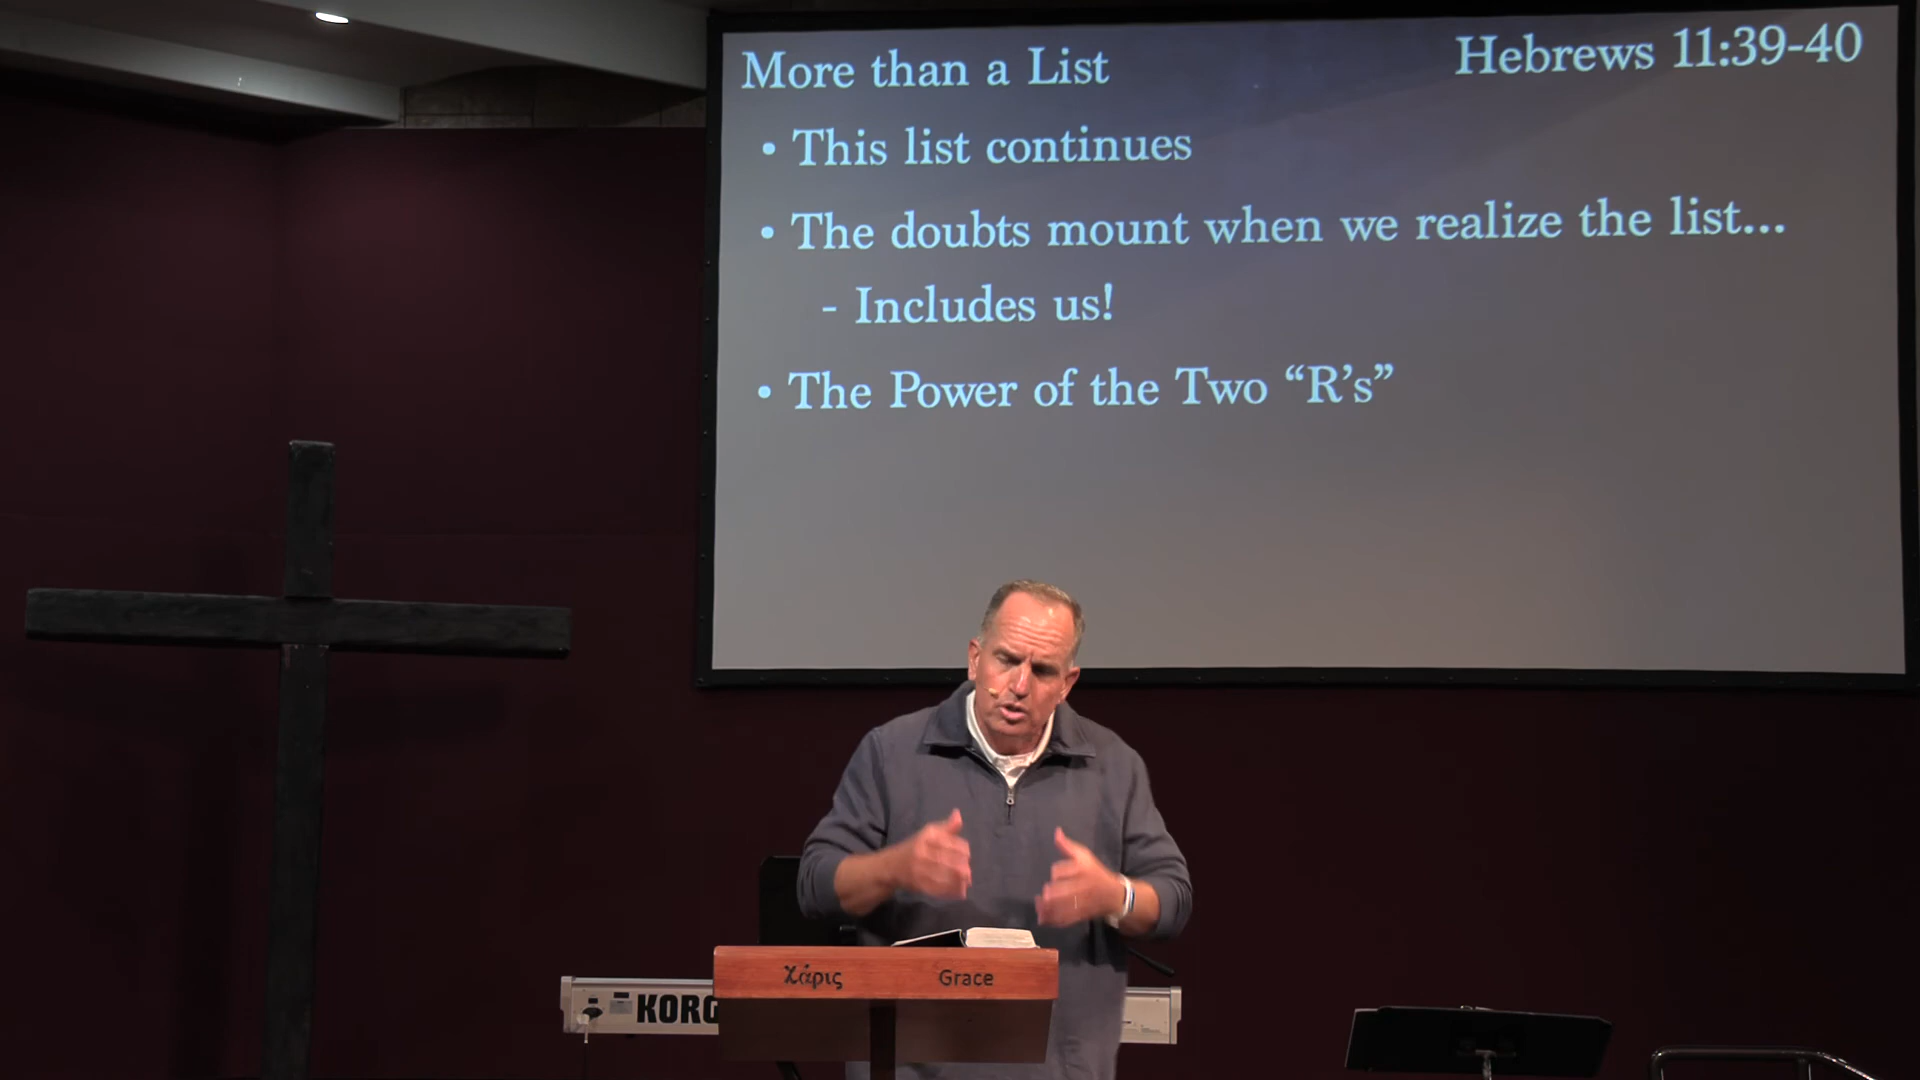 More than a List
Hebrews 11:39-40
• This list continues
• The doubts mount when we realize the list...
- Includes us!
• The Power of the Two “R’s”
Χάρις Grace
KORG